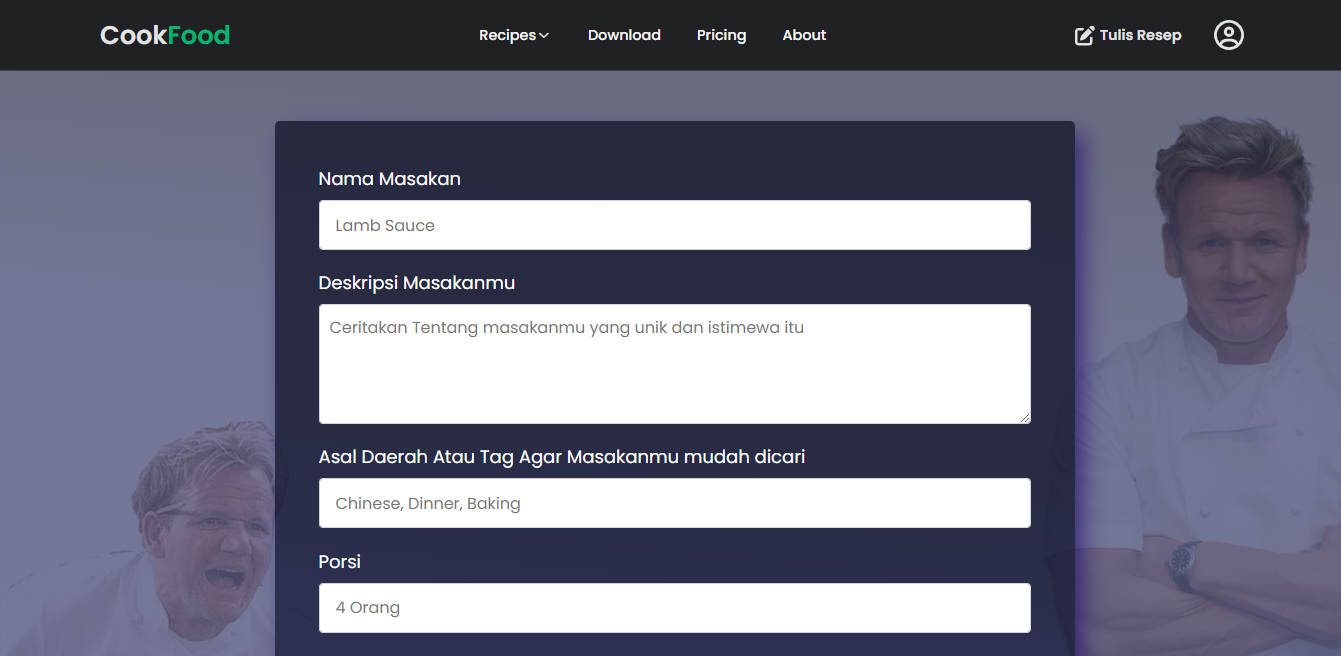 CookFood
Recipes
Download
Pricing
About
Tulis Resep
Nama Masakan
Lamb Sauce
Deskripsi Masakanmu
Ceritakan Tentang masakanmu yang unik dan istimewa itu
Asal Daerah Atau Tag Agar Masakanmu mudah dicari
Chinese, Dinner, Baking
Porsi
4 Orang